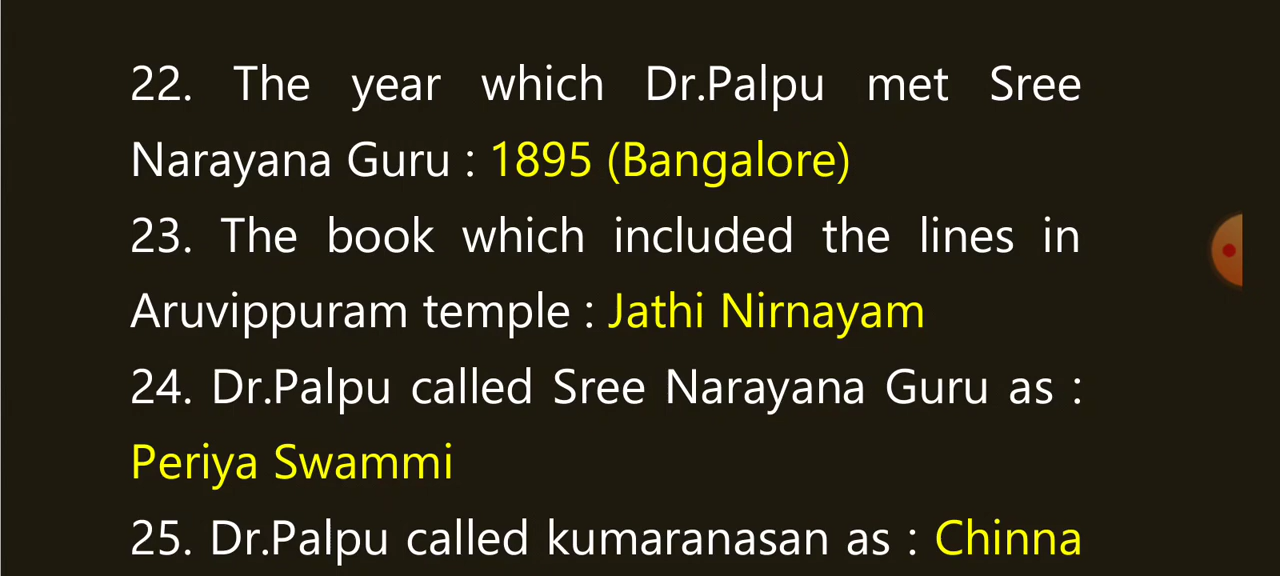 22. The year which Dr.Palpu met Sree
Narayana Guru : 1895 (Bangalore)
23. The book which included the lines in
Aruvippuram temple : Jathi Nirnayam
24. Dr.Palpu called Sree Narayana Guru as :
Periya Swammi
25. Dr.Palpu called kumaranasan as : Chinna